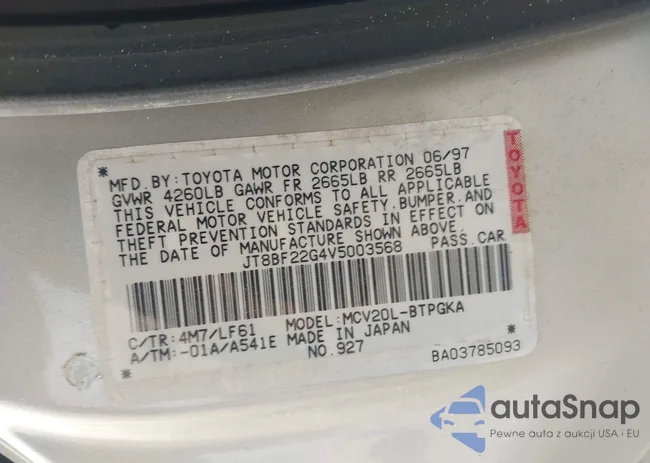 MFD.BY:TOYOTA MOTOR CORPORATION 06/97
GVWR 4260LB GAWR FR 2665LB RR 2665LB
THIS VEHICLE CONFORMS TO ALL APPLICABLE
FEDERAL MOTOR VEHICLE SAFETY,BUMPER,AND
THEFT PREVENTION STANDARDS IN EFFECT ON
THE DATE OF MANUFACTURE SHOWN ABOVE.
JT8BF22G4V5003568 PASS.CAR
TOYOTA
C/TR:4M7/LF61 MODEL:MCV20L-BTPGKA
A/TM:-01A/A541E MADE IN JAPAN
NO.927 BA03785093
autaSnap
Pewne auta z aukcji USA i EU